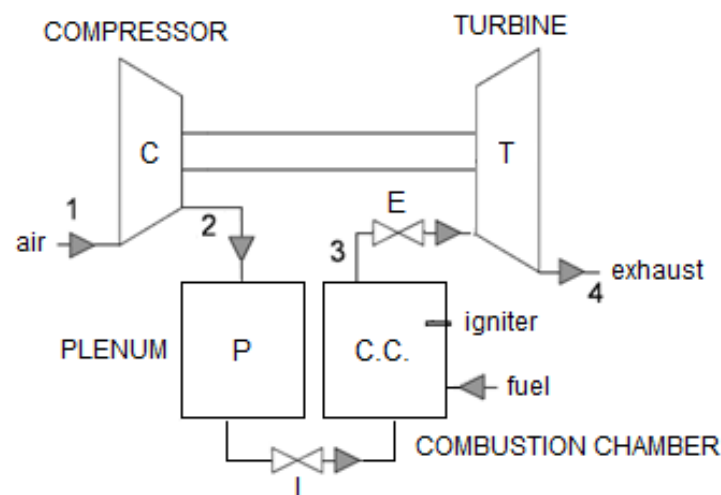 COMPRESSOR
TURBINE
C
T
1
2
E
air
3
exhaust
4
igniter
PLENUM
P
C.C.
fuel
COMBUSTION CHAMBER
I